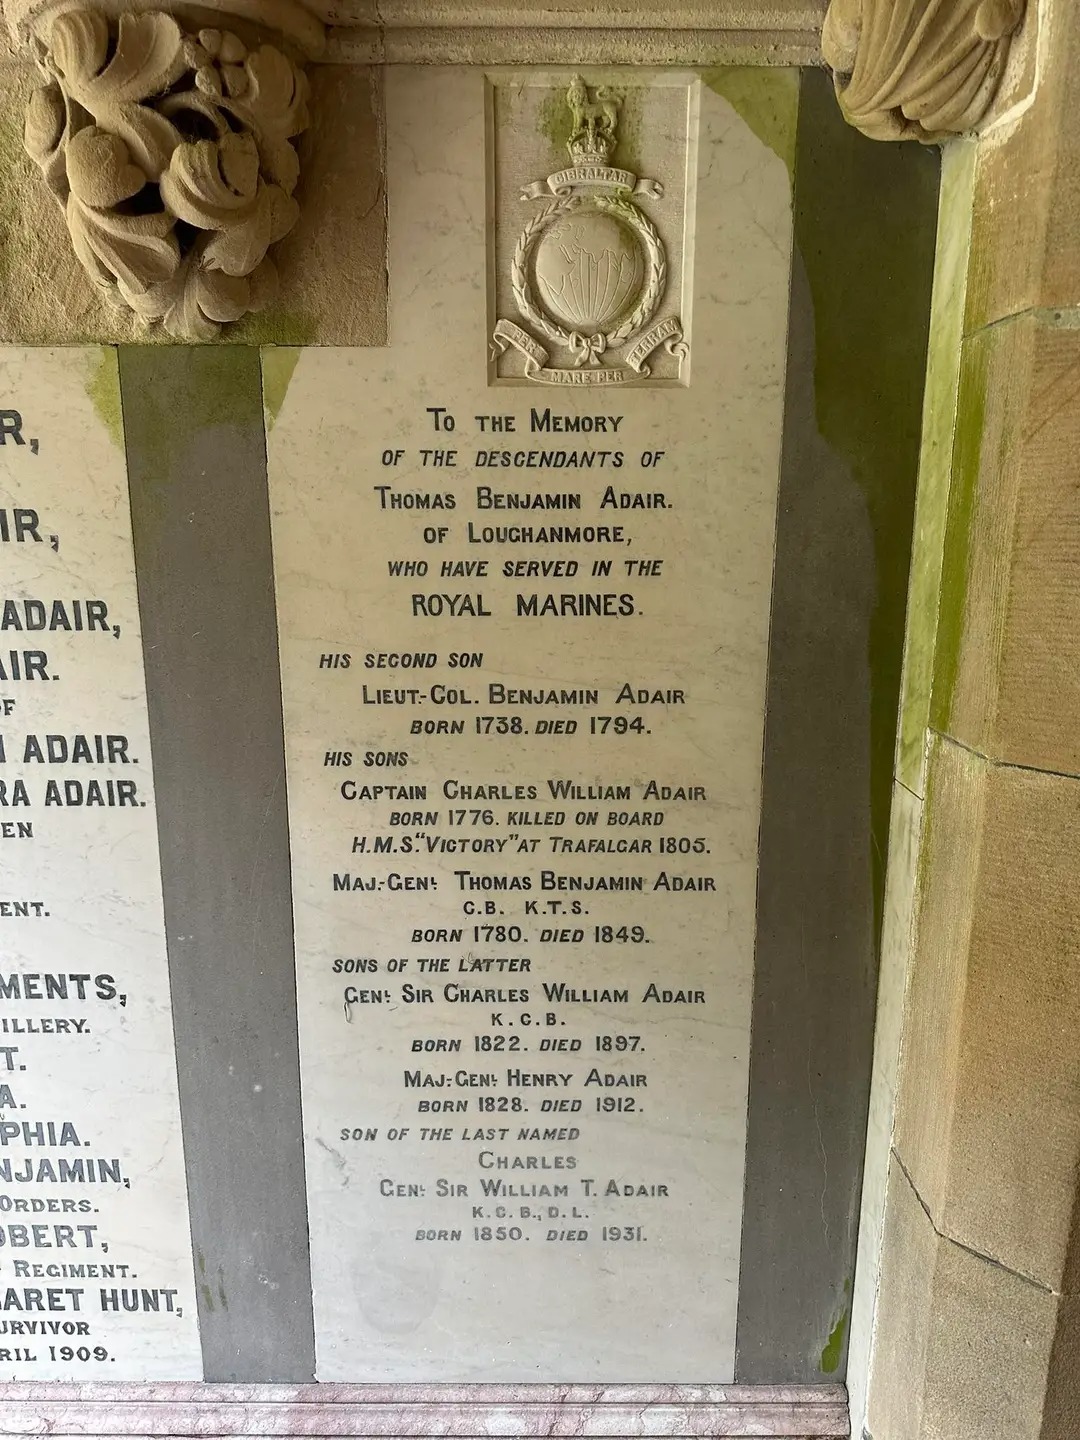 R,
IR,
ADAIR,
AIR.
OF
ADAIR.
RA ADAIR.
EN
ENT.
MENTS,
ILLERY.
T.
A.
PHIA.
NJAMIN,
ORDERS.
OBERT,
REGIMENT.
ARET HUNT,
URVIVOR
RIL 1909.
GIBRALTAR
PER MARE PER TERRAM
TO THE MEMORY
OF THE DESCENDANTS OF
THOMAS BENJAMIN ADAIR.
OF LOUGHANMORE,
WHO HAVE SERVED IN THE
ROYAL MARINES.
HIS SECOND SON
LIEUT:-COL. BENJAMIN ADAIR
BORN 1738. DIED 1794.
HIS SONS
CAPTAIN CHARLES WILLIAM ADAIR
BORN 1776. KILLED ON BOARD
H.M.S. "VICTORY" AT TRAFALGAR 1805.
MAJ:-GENL: THOMAS BENJAMIN ADAIR
C.B. K.T.S.
BORN 1780. DIED 1849.
SONS OF THE LATTER
GENL: SIR CHARLES WILLIAM ADAIR
K.C.B.
BORN 1822. DIED 1897.
MAJ:-GENL: HENRY ADAIR
BORN 1828. DIED 1912.
SON OF THE LAST NAMED
CHARLES
GENL: SIR WILLIAM T. ADAIR
K.C.B., D.L.
BORN 1850. DIED 1931.